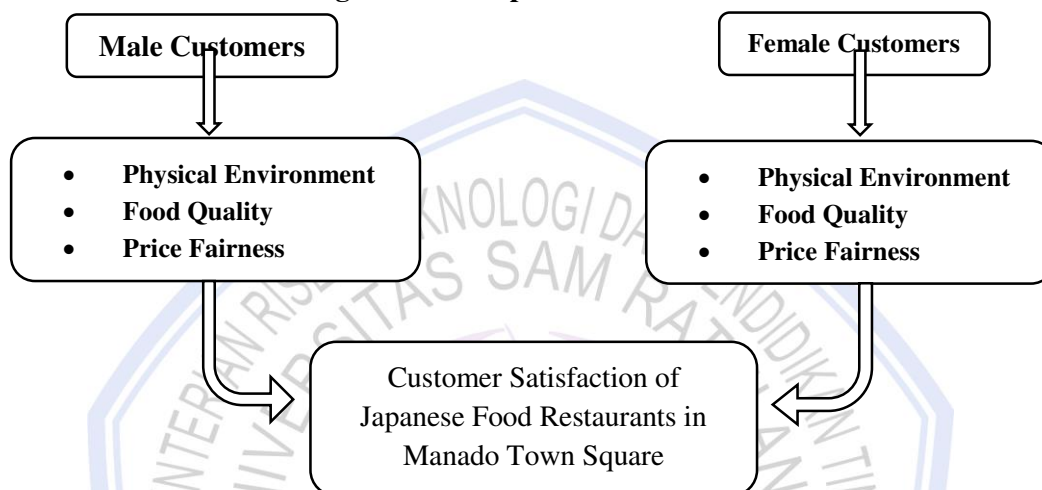 Male Customers
Female Customers
• Physical Environment
• Food Quality
• Price Fairness
• Physical Environment
• Food Quality
• Price Fairness
Customer Satisfaction of
Japanese Food Restaurants in
Manado Town Square